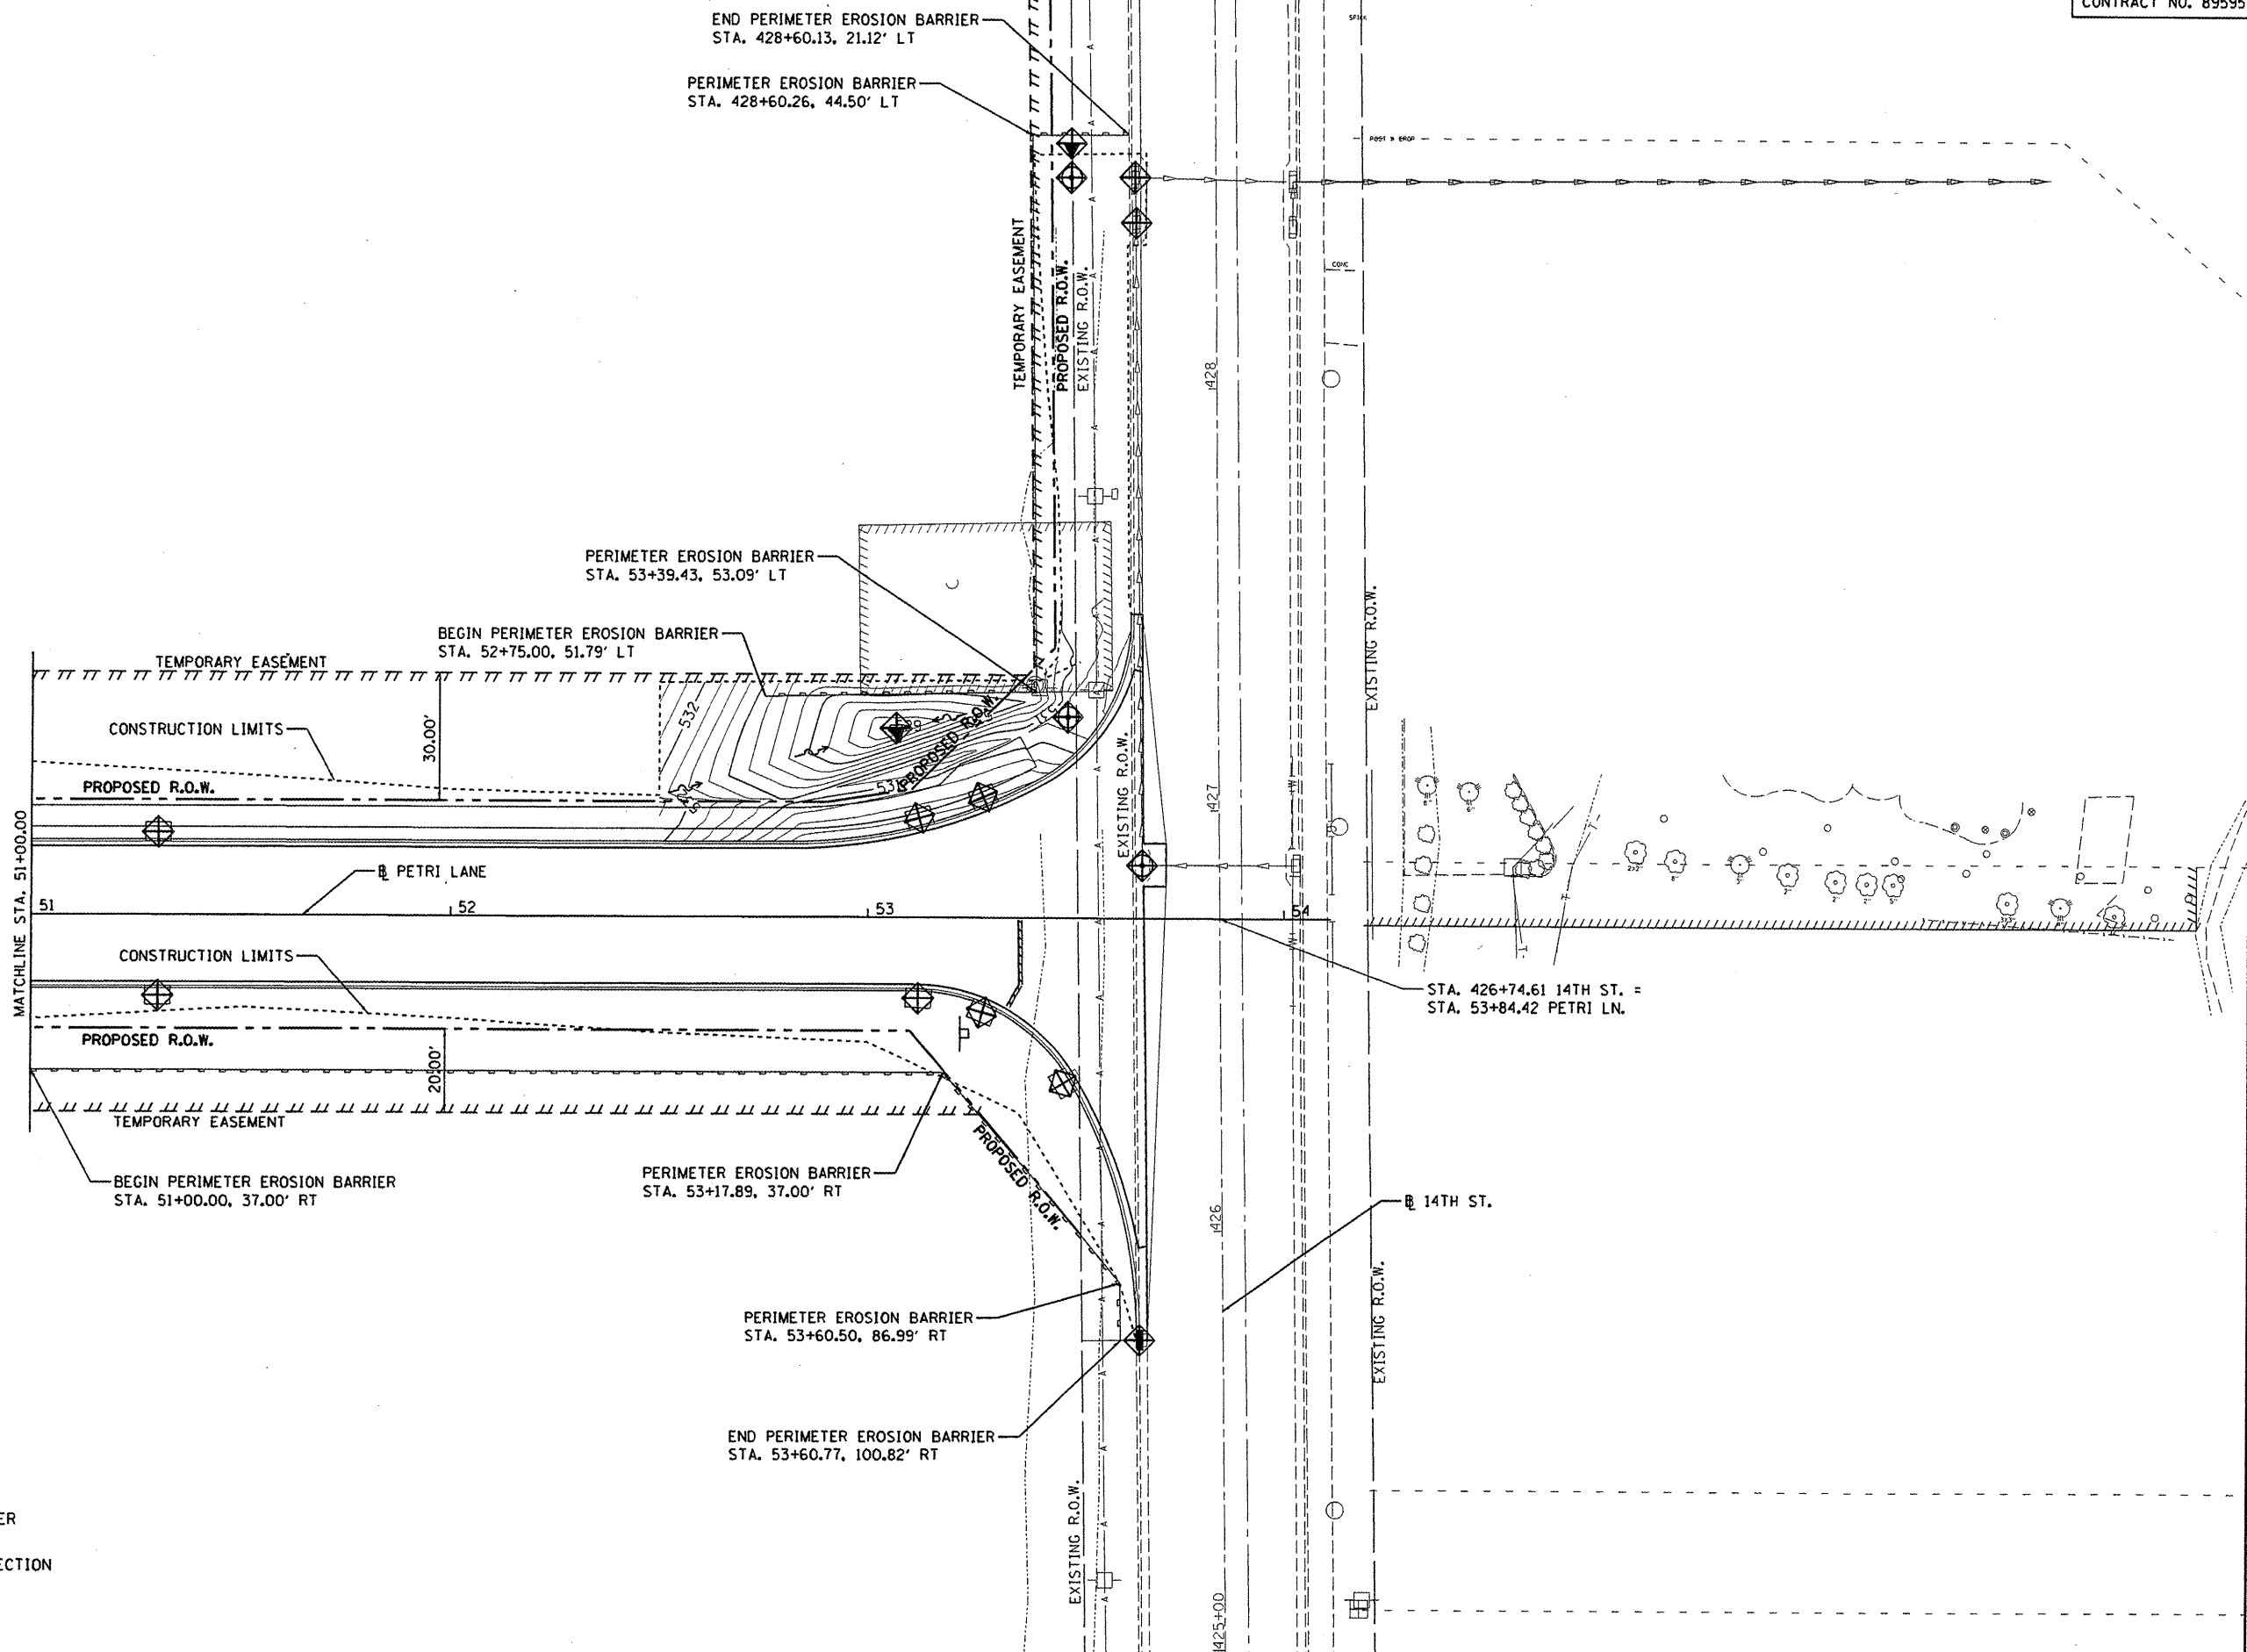 CONTRACT NO. 89595
END PERIMETER EROSION BARRIER
STA. 428+60.13, 21.12' LT
PERIMETER EROSION BARRIER
STA. 428+60.26, 44.50' LT
POST & BROP
TEMPORARY EASEMENT
PROPOSED R.O.W.
EXISTING R.O.W.
CONC
428
PERIMETER EROSION BARRIER
STA. 53+39.43, 53.09' LT
BEGIN PERIMETER EROSION BARRIER
STA. 52+75.00, 51.79' LT
EXISTING R.O.W.
TEMPORARY EASEMENT
532
CONSTRUCTION LIMITS
30.00'
PROPOSED R.O.W.
PROPOSED R.O.W.
EXISTING R.O.W.
427
MATCHLINE STA. 51+00.00
℄ PETRI LANE
51
52
53
54
CONSTRUCTION LIMITS
STA. 426+74.61 14TH ST. =
STA. 53+84.42 PETRI LN.
PROPOSED R.O.W.
20.00'
TEMPORARY EASEMENT
PROPOSED R.O.W.
BEGIN PERIMETER EROSION BARRIER
STA. 51+00.00, 37.00' RT
PERIMETER EROSION BARRIER
STA. 53+17.89, 37.00' RT
426
℄ 14TH ST.
PERIMETER EROSION BARRIER
STA. 53+60.50, 86.99' RT
EXISTING R.O.W.
END PERIMETER EROSION BARRIER
STA. 53+60.77, 100.82' RT
EXISTING R.O.W.
ER
ECTION
425+00